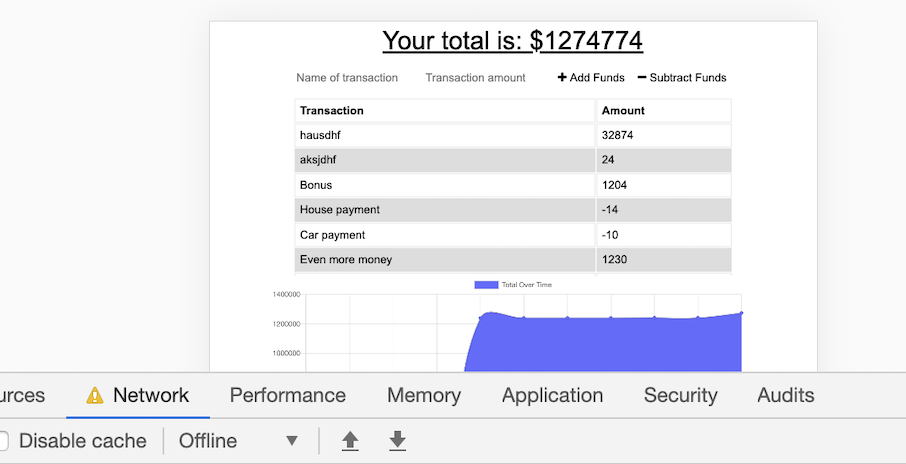 Your total is: $1274774
Name of transaction Transaction amount + Add Funds − Subtract Funds
Transaction Amount
hausdhf 32874
aksjdhf 24
Bonus 1204
House payment -14
Car payment -10
Even more money 1230
Total Over Time
1400000
1200000
1000000
urces Network Performance Memory Application Security Audits
Disable cache Offline